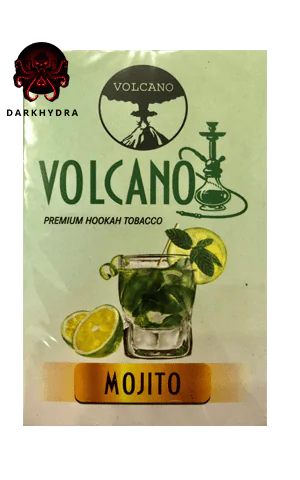 DARKHYDRA
VOLCANO
VOLCANO
PREMIUM HOOKAH TOBACCO
MOJITO